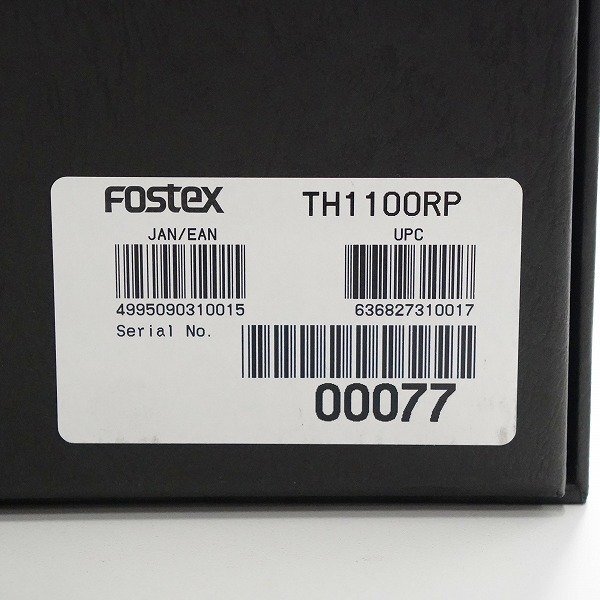 Fostex TH1100RP
JAN/EAN UPC
4995090310015 636827310017
Serial No.
00077